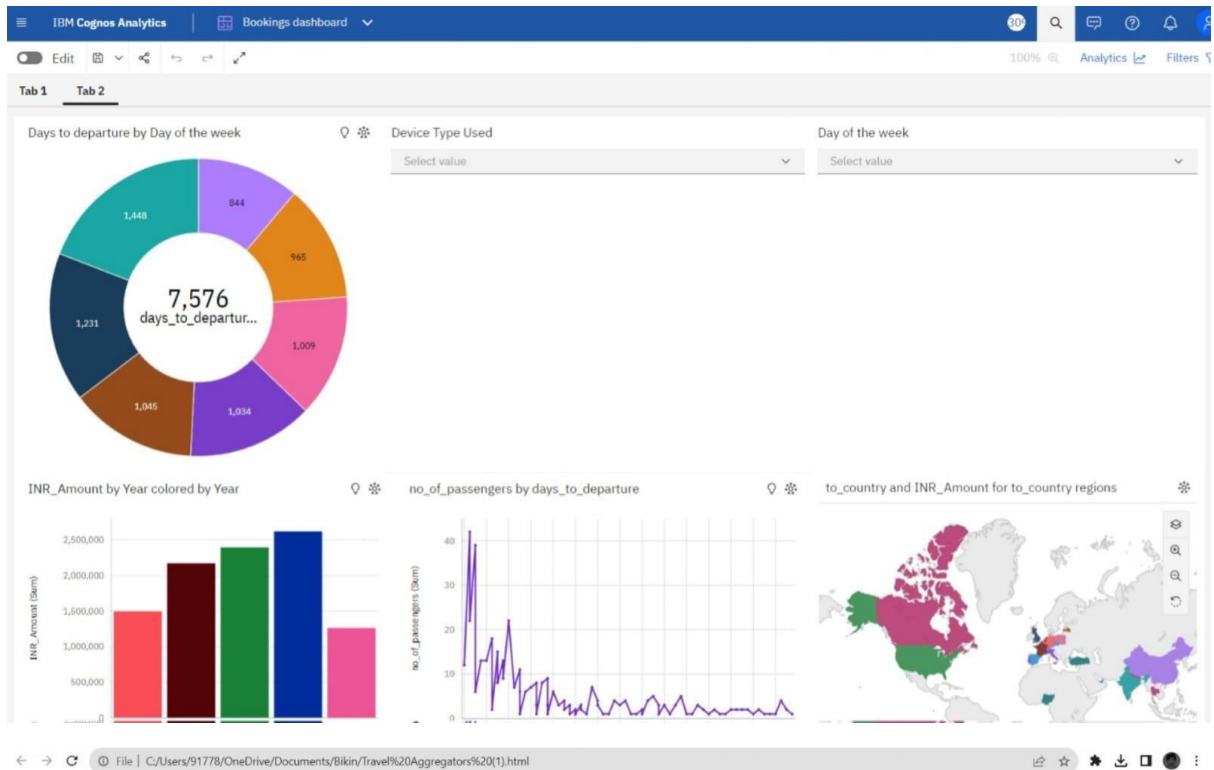 IBM Cognos Analytics
Bookings dashboard
Edit
100%
Analytics
Filters
Tab 1
Tab 2
Days to departure by Day of the week
Device Type Used
Select value
Day of the week
Select value
844
965
1,009
1,034
1,045
1,231
1,448
7,576
days_to_departur...
INR_Amount by Year colored by Year
INR_Amount (Sum)
2,500,000
2,000,000
1,500,000
1,000,000
500,000
0
no_of_passengers by days_to_departure
no_of_passengers (Sum)
40
30
20
10
0
to_country and INR_Amount for to_country regions
File | C:/Users/91778/OneDrive/Documents/Bikin/Travel%20Aggregators%20(1).html